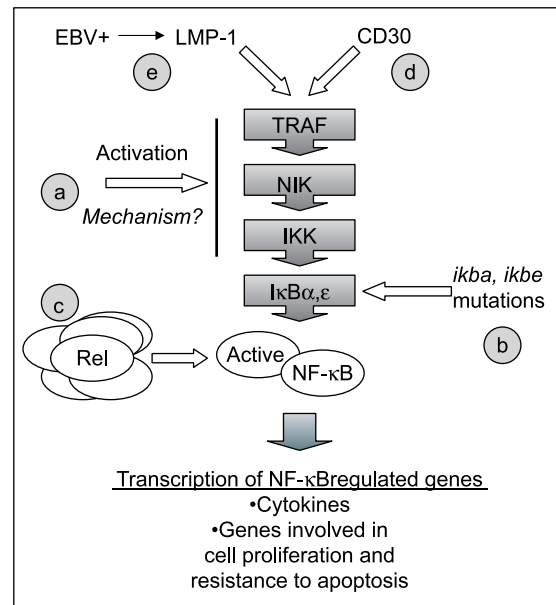 EBV+ LMP-1 CD30
e
d
TRAF
Activation
a
NIK
Mechanism?
IKK
IκBα,ε
ikba, ikbe
mutations
b
c
Rel
Active
NF-κB
Transcription of NF-κBregulated genes
•Cytokines
•Genes involved in
cell proliferation and
resistance to apoptosis